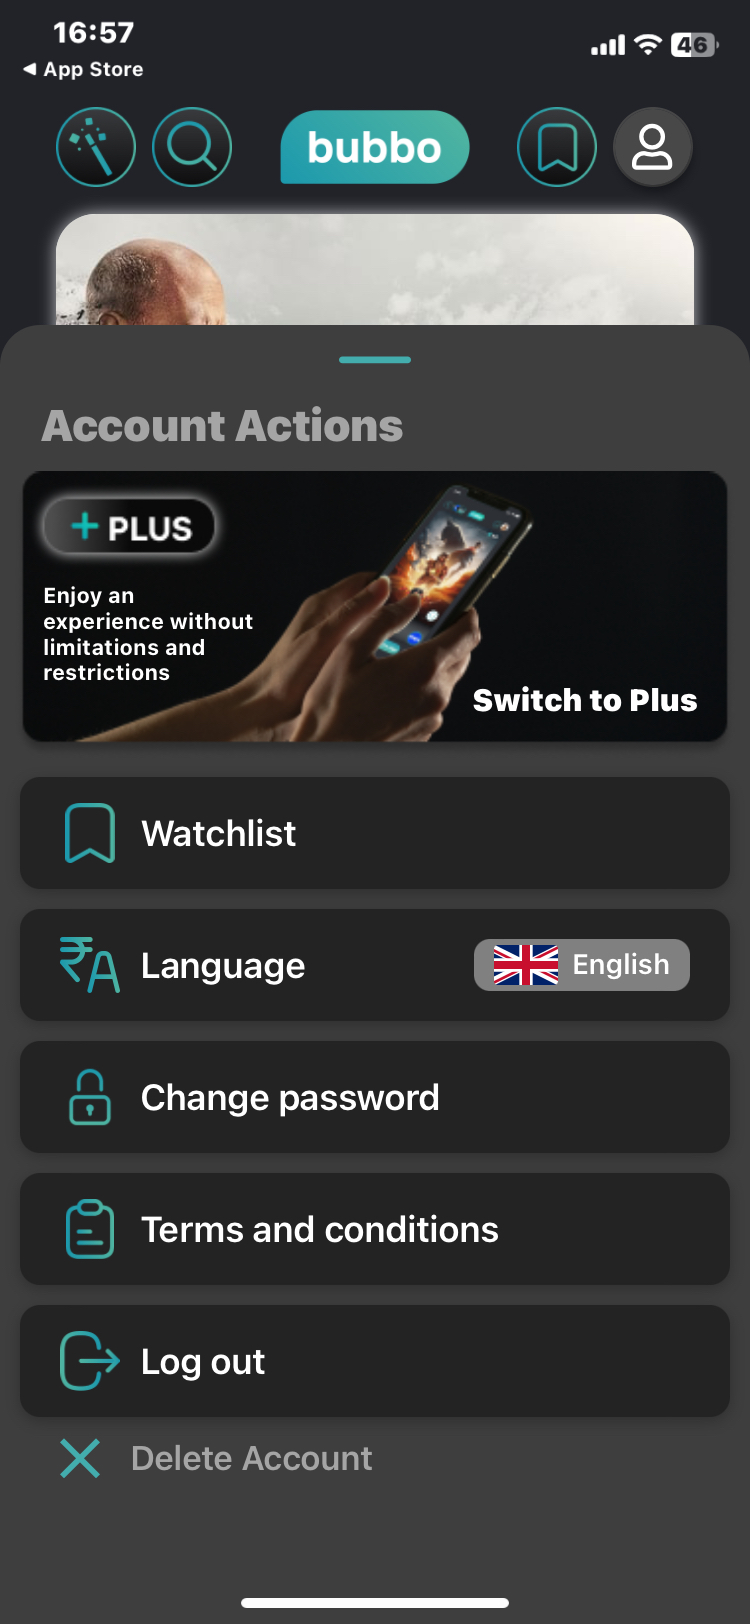 16:57
46
◀ App Store
bubbo
Account Actions
+ PLUS
Enjoy an
experience without
limitations and
restrictions
Switch to Plus
Watchlist
Language
English
Change password
Terms and conditions
Log out
Delete Account